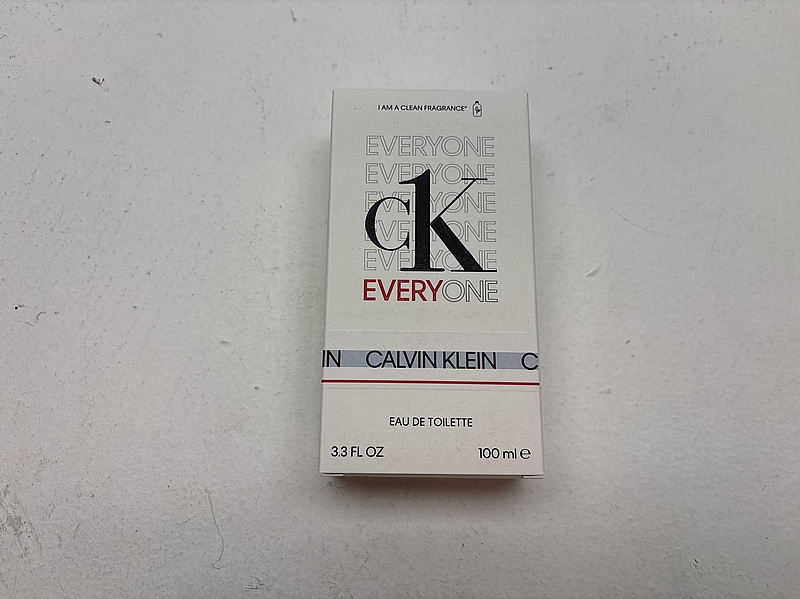 I AM A CLEAN FRAGRANCE*
EVERYONE
EVERYONE
EVERYONE
EVERYONE
EVERYONE
cK
EVERYONE
IN CALVIN KLEIN C
EAU DE TOILETTE
3.3 FL OZ 100 ml ℮